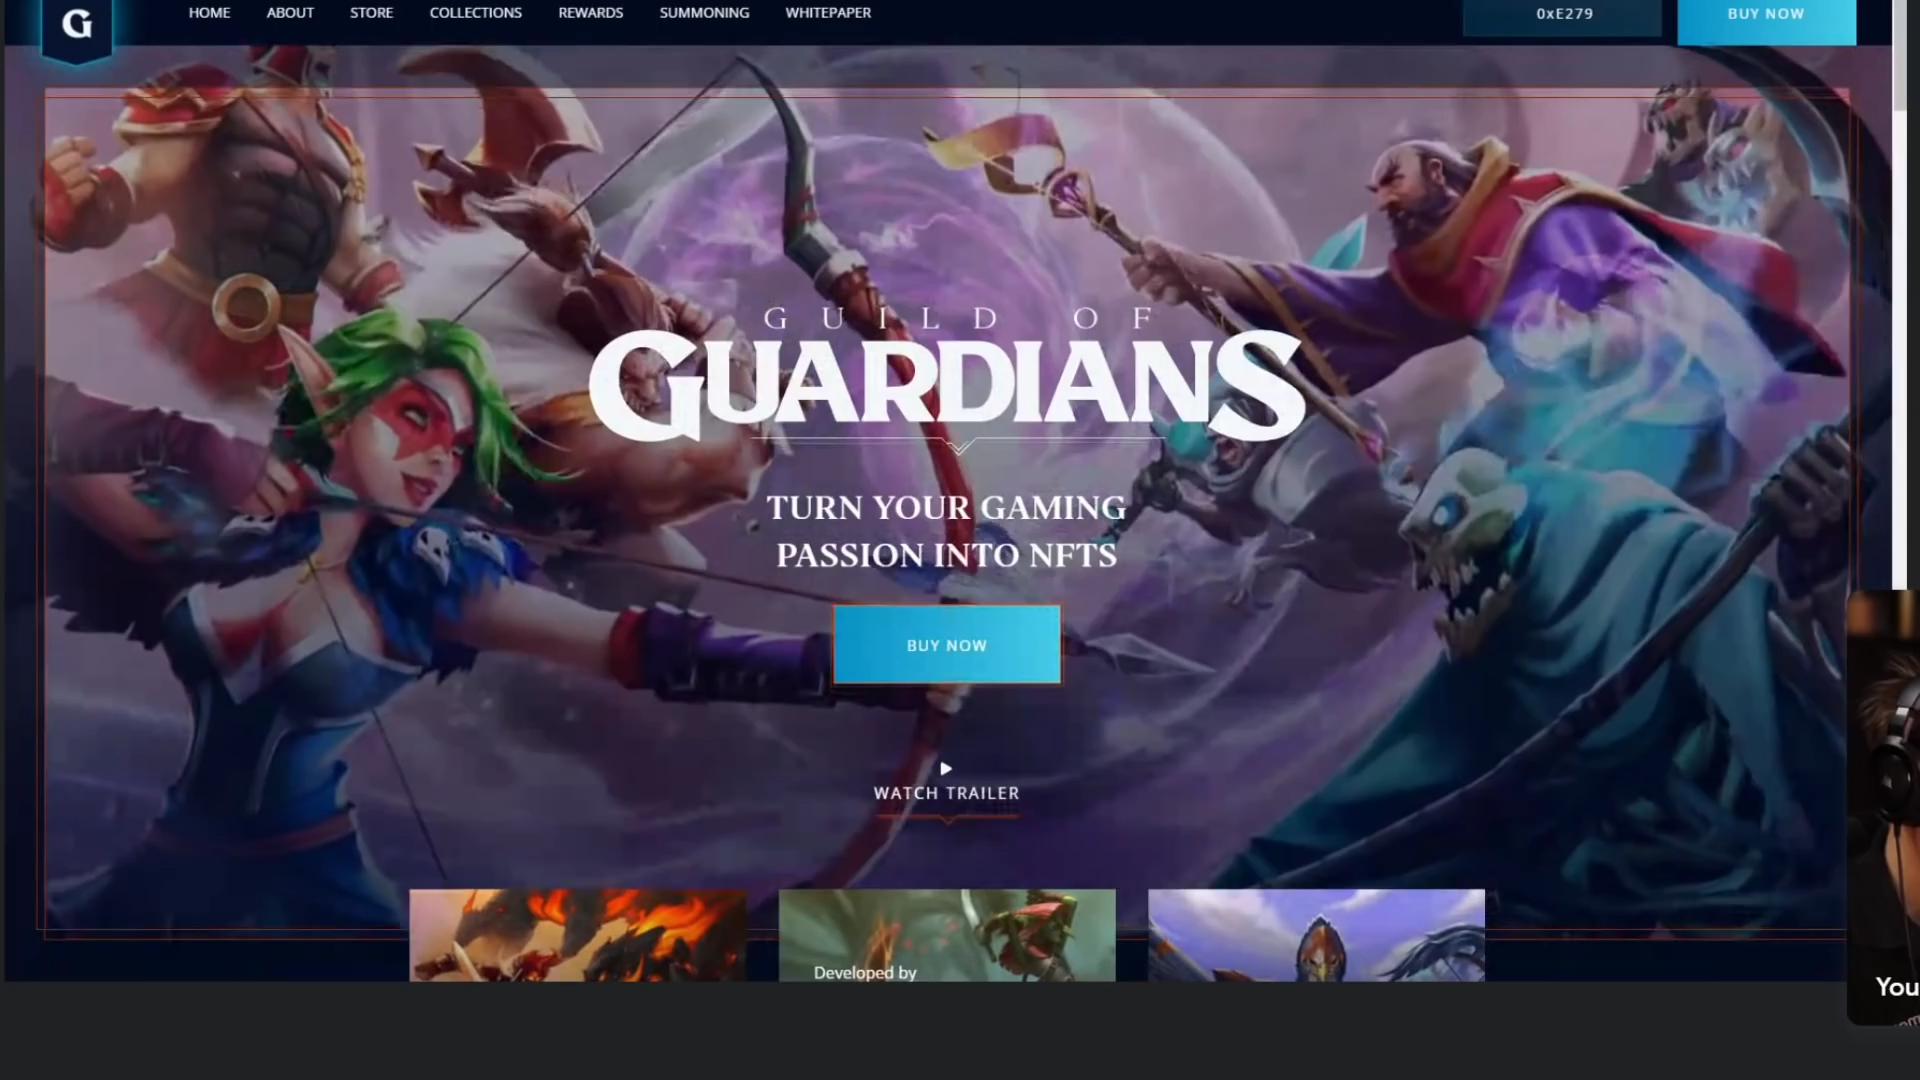 G
HOME ABOUT STORE COLLECTIONS REWARDS SUMMONING WHITEPAPER 0xE279 BUY NOW
GUILD OF
GUARDIANS
TURN YOUR GAMING
PASSION INTO NFTS
BUY NOW
WATCH TRAILER
Developed by
You